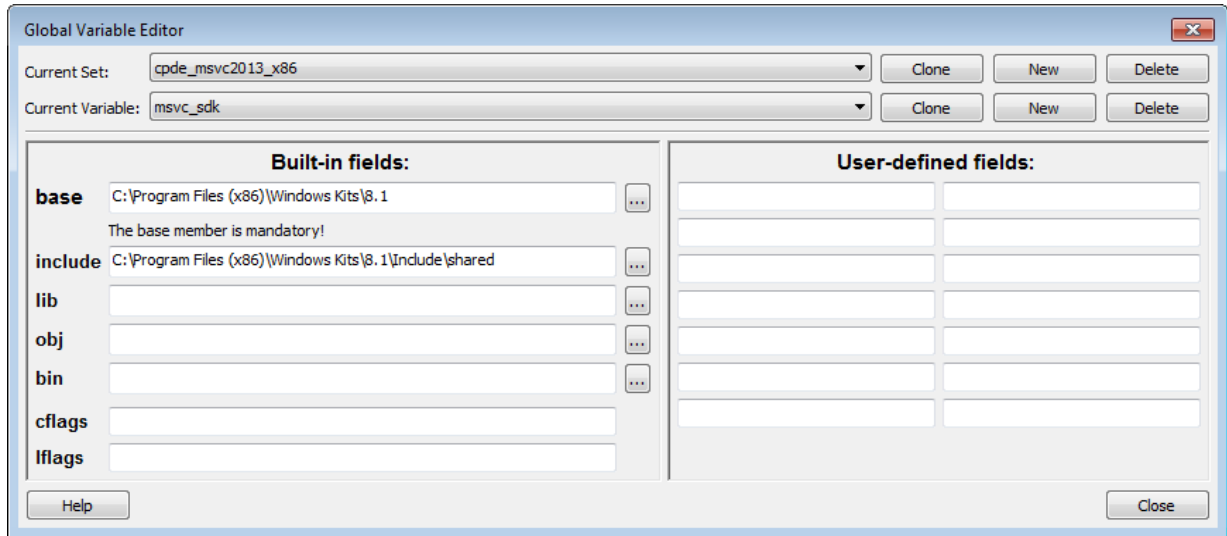 Global Variable Editor
Current Set: cpde_msvc2013_x86 Clone New Delete
Current Variable: msvc_sdk Clone New Delete
Built-in fields: User-defined fields:
base C:\Program Files (x86)\Windows Kits\8.1 ...
The base member is mandatory!
include C:\Program Files (x86)\Windows Kits\8.1\Include\shared ...
lib ...
obj ...
bin ...
cflags
lflags
Help Close